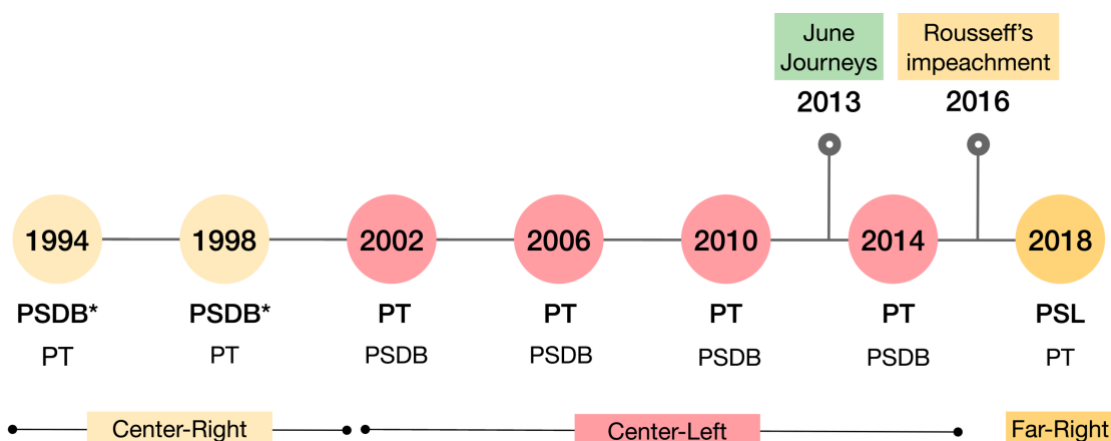 June
Journeys
Rousseff's
impeachment
2013
2016
1994
1998
2002
2006
2010
2014
2018
PSDB*
PSDB*
PT
PT
PT
PT
PSL
PT
PT
PSDB
PSDB
PSDB
PSDB
PT
Center-Right
Center-Left
Far-Right